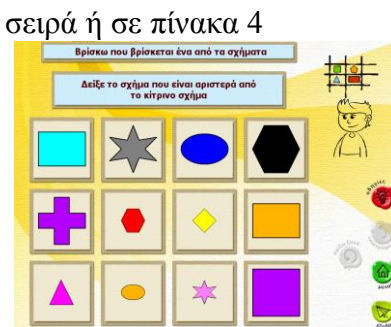 σειρά ή σε πίνακα 4
Βρίσκω που βρίσκεται ένα από τα σχήματα
Δείξε το σχήμα που είναι αριστερά από
το κίτρινο σχήμα
οδηγίες